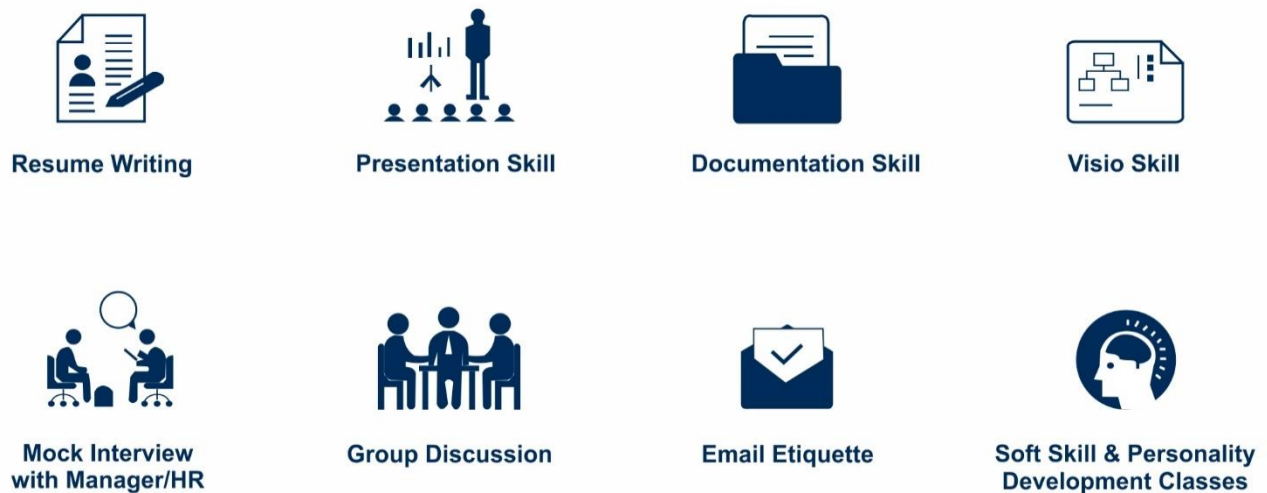 Resume Writing
Presentation Skill
Documentation Skill
Visio Skill
Mock Interview
with Manager/HR
Group Discussion
Email Etiquette
Soft Skill & Personality
Development Classes